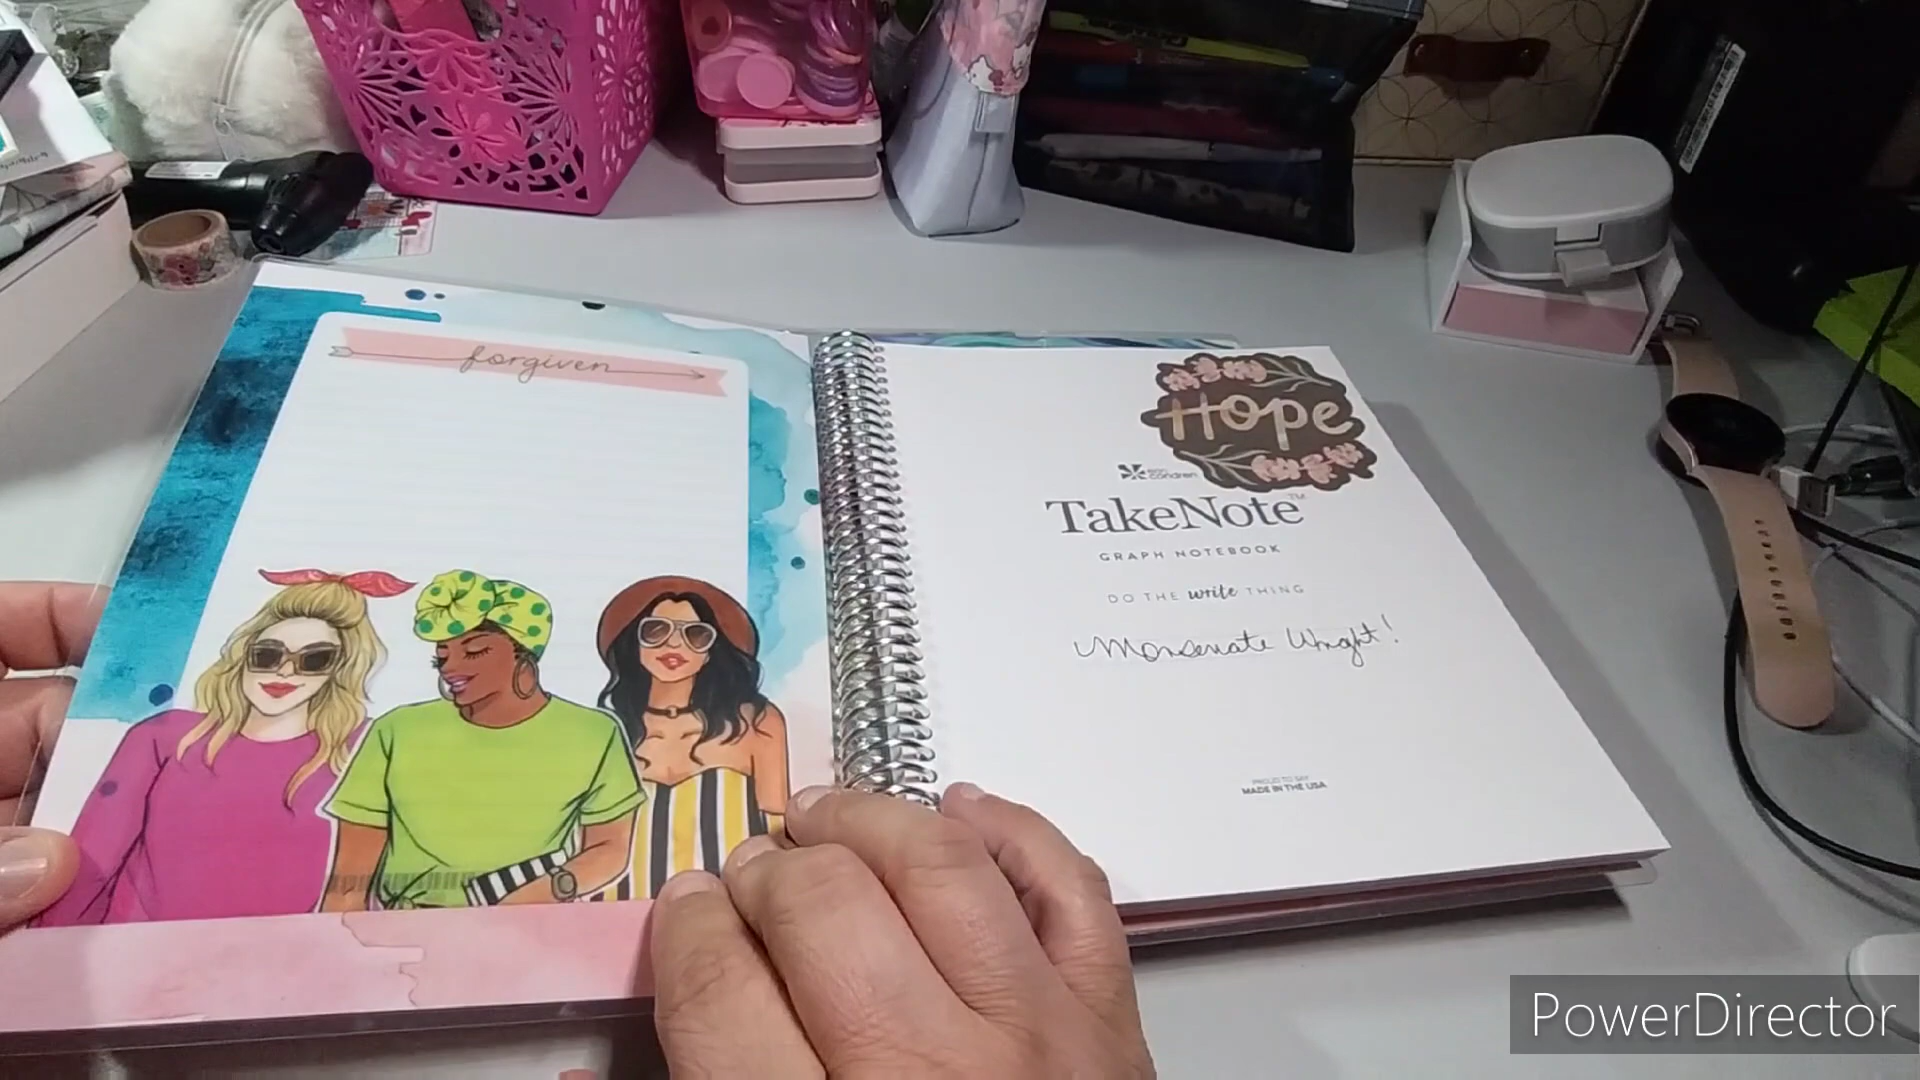 forgiven
Hope
erin condren
TakeNote™
GRAPH NOTEBOOK
DO THE write THING
Monserrate Wright!
PROUD TO SAY
MADE IN THE USA
PowerDirector